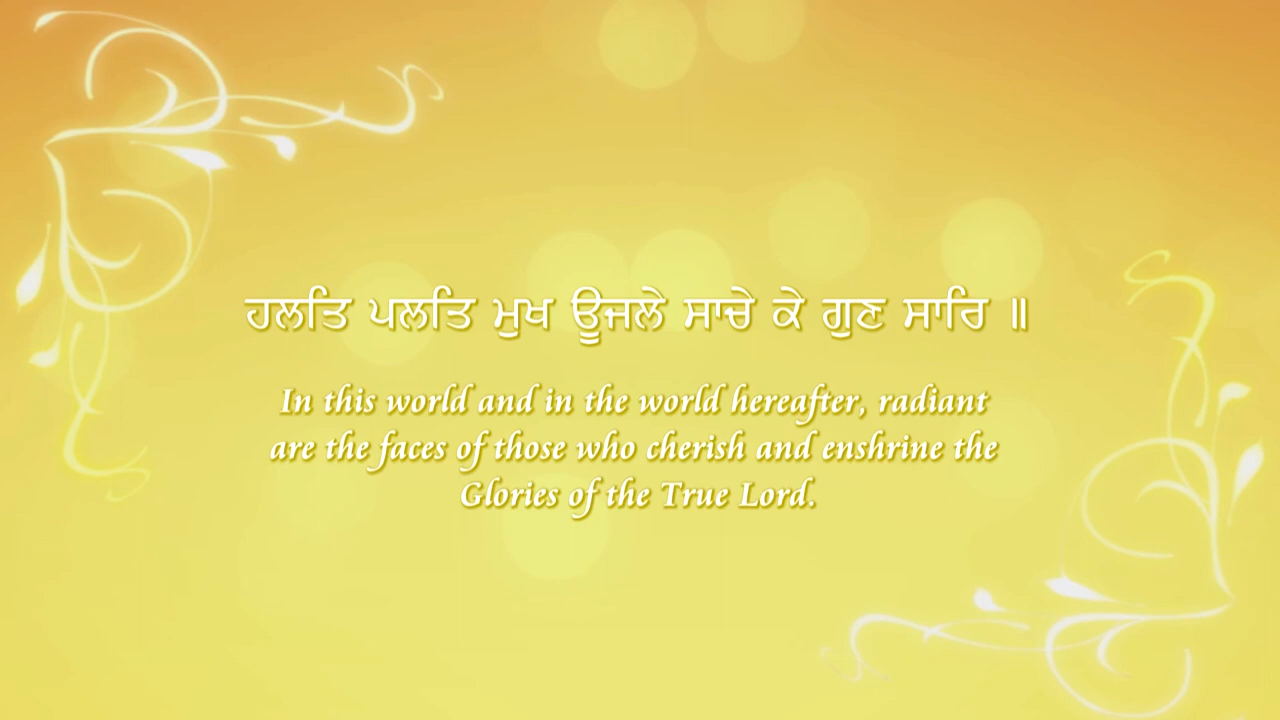 ਹਲਤਿ ਪਲਤਿ ਮੁਖ ਊਜਲੇ ਸਾਚੇ ਕੇ ਗੁਣ ਸਾਰਿ ॥
In this world and in the world hereafter, radiant
are the faces of those who cherish and enshrine the
Glories of the True Lord.